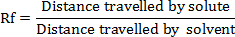 Rf = Distance travelled by solute
Distance travelled by solvent